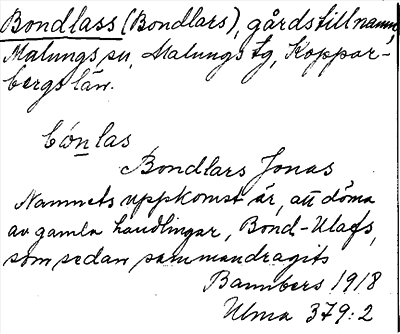 Bondlass (Bondlars), gårdstillnamn,
Malungs sn, Malungs tg, Koppar-
bergs län.
bónlas
Bondlars Jonas
Namnets uppkomst är, att döma
av gamla handlingar, Bond-Olafs,
som sedan sammandragits
Bannbers 1918
Ulma 379:2